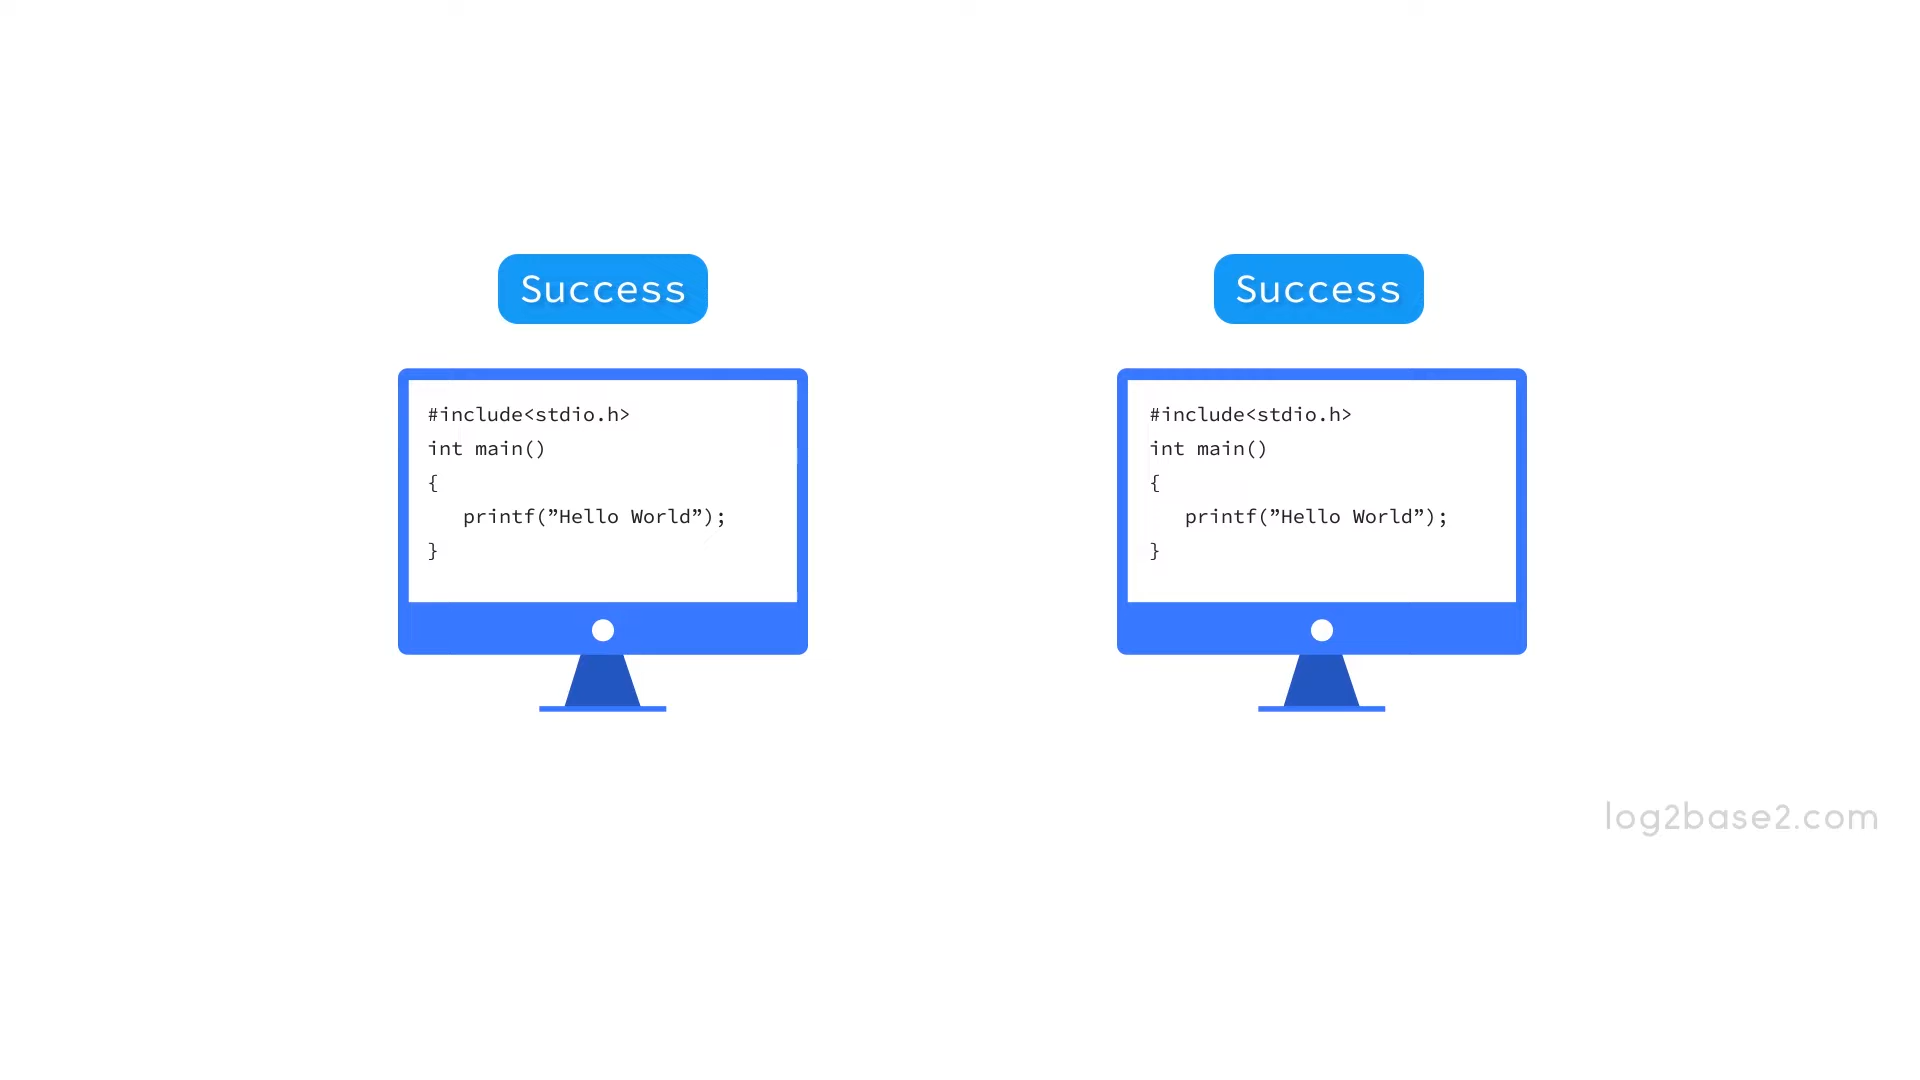 Success
#include<stdio.h>
int main()
{
   printf(”Hello World”);
}
Success
#include<stdio.h>
int main()
{
   printf(”Hello World”);
}
log2base2.com